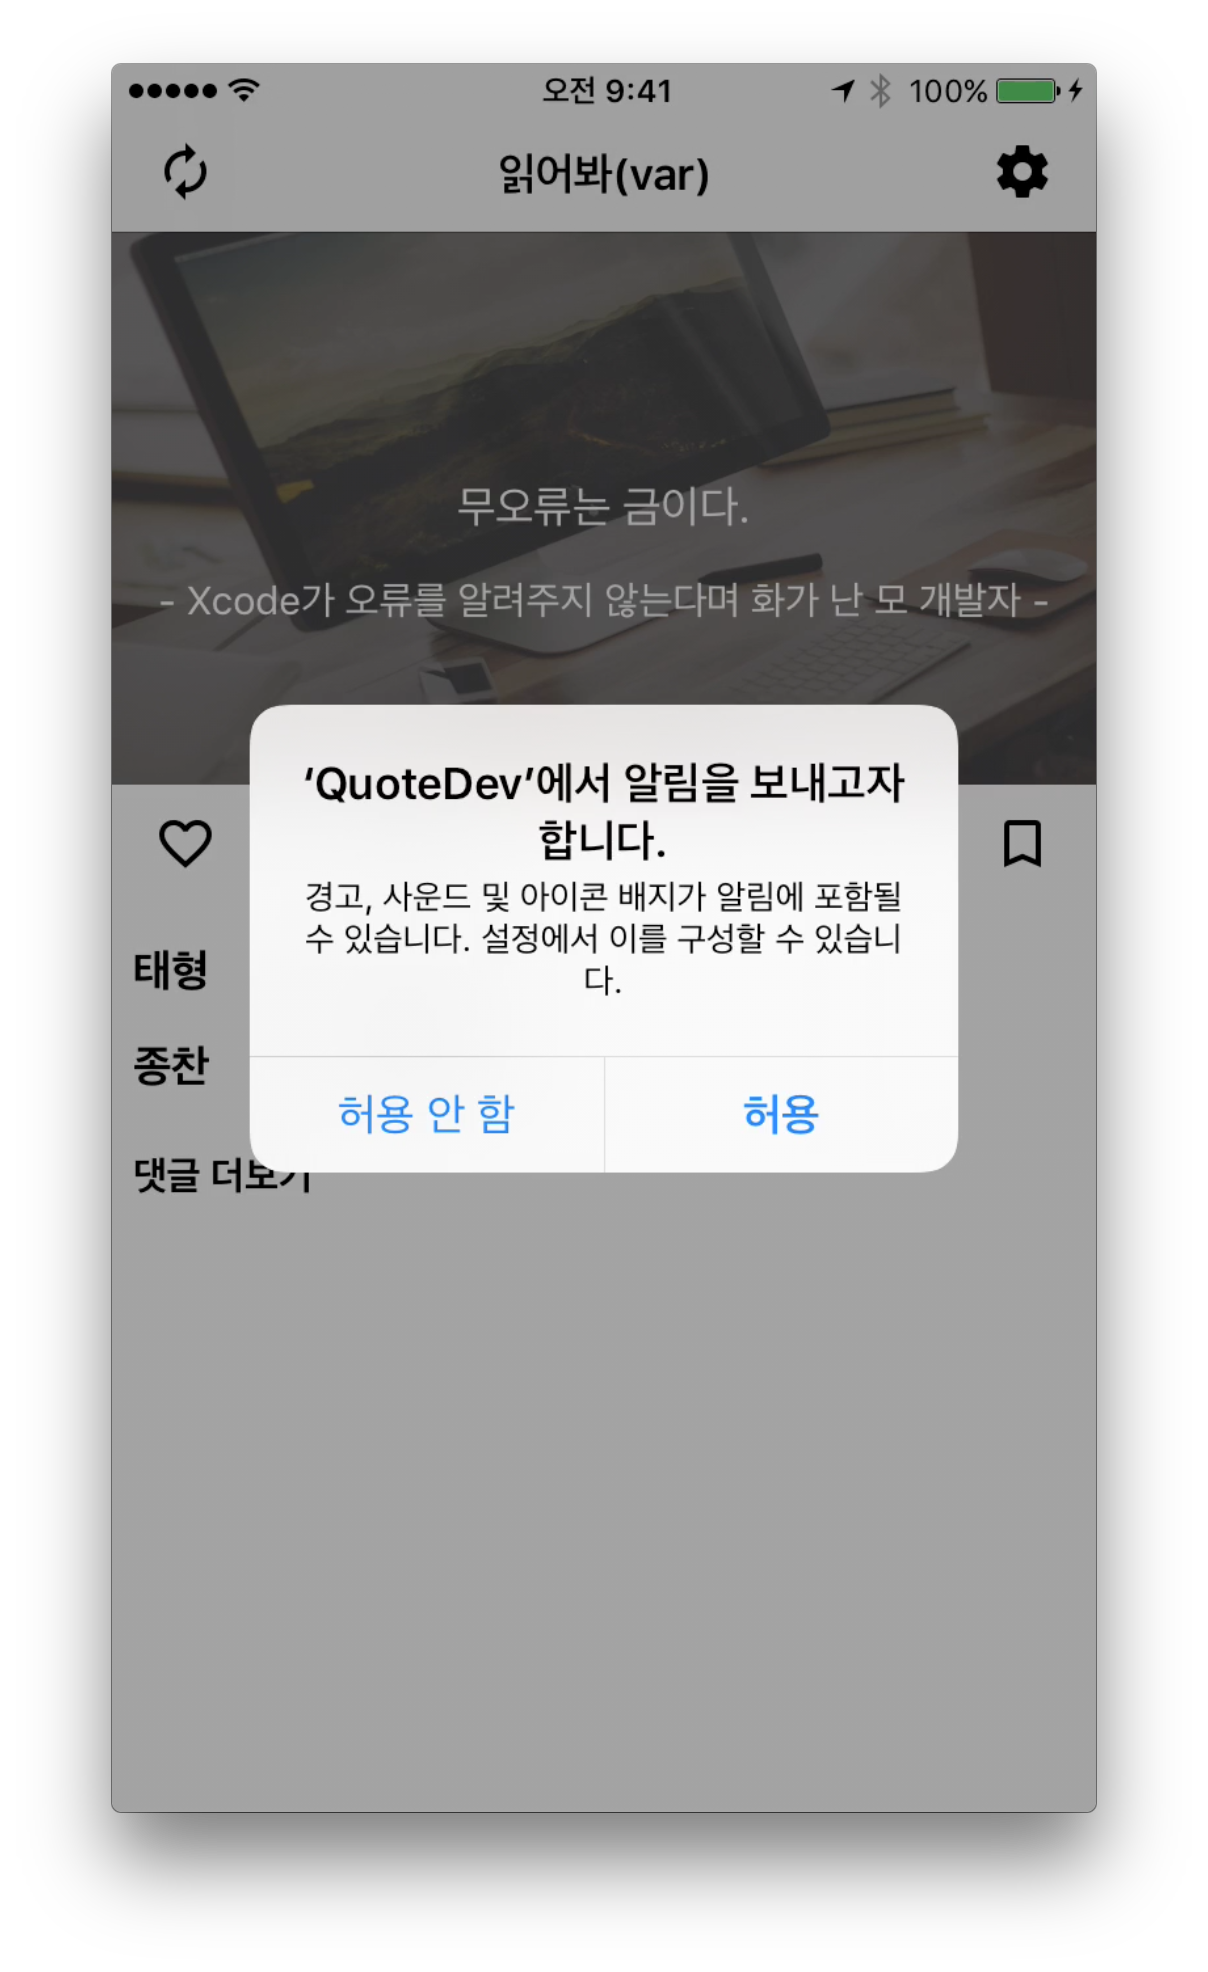 오전 9:41
100%
읽어봐(var)
무오류는 금이다.
- Xcode가 오류를 알려주지 않는다며 화가 난 모 개발자 -
‘QuoteDev’에서 알림을 보내고자
합니다.
경고, 사운드 및 아이콘 배지가 알림에 포함될
수 있습니다. 설정에서 이를 구성할 수 있습니
다.
허용 안 함
허용
태형
종찬
댓글 더보기